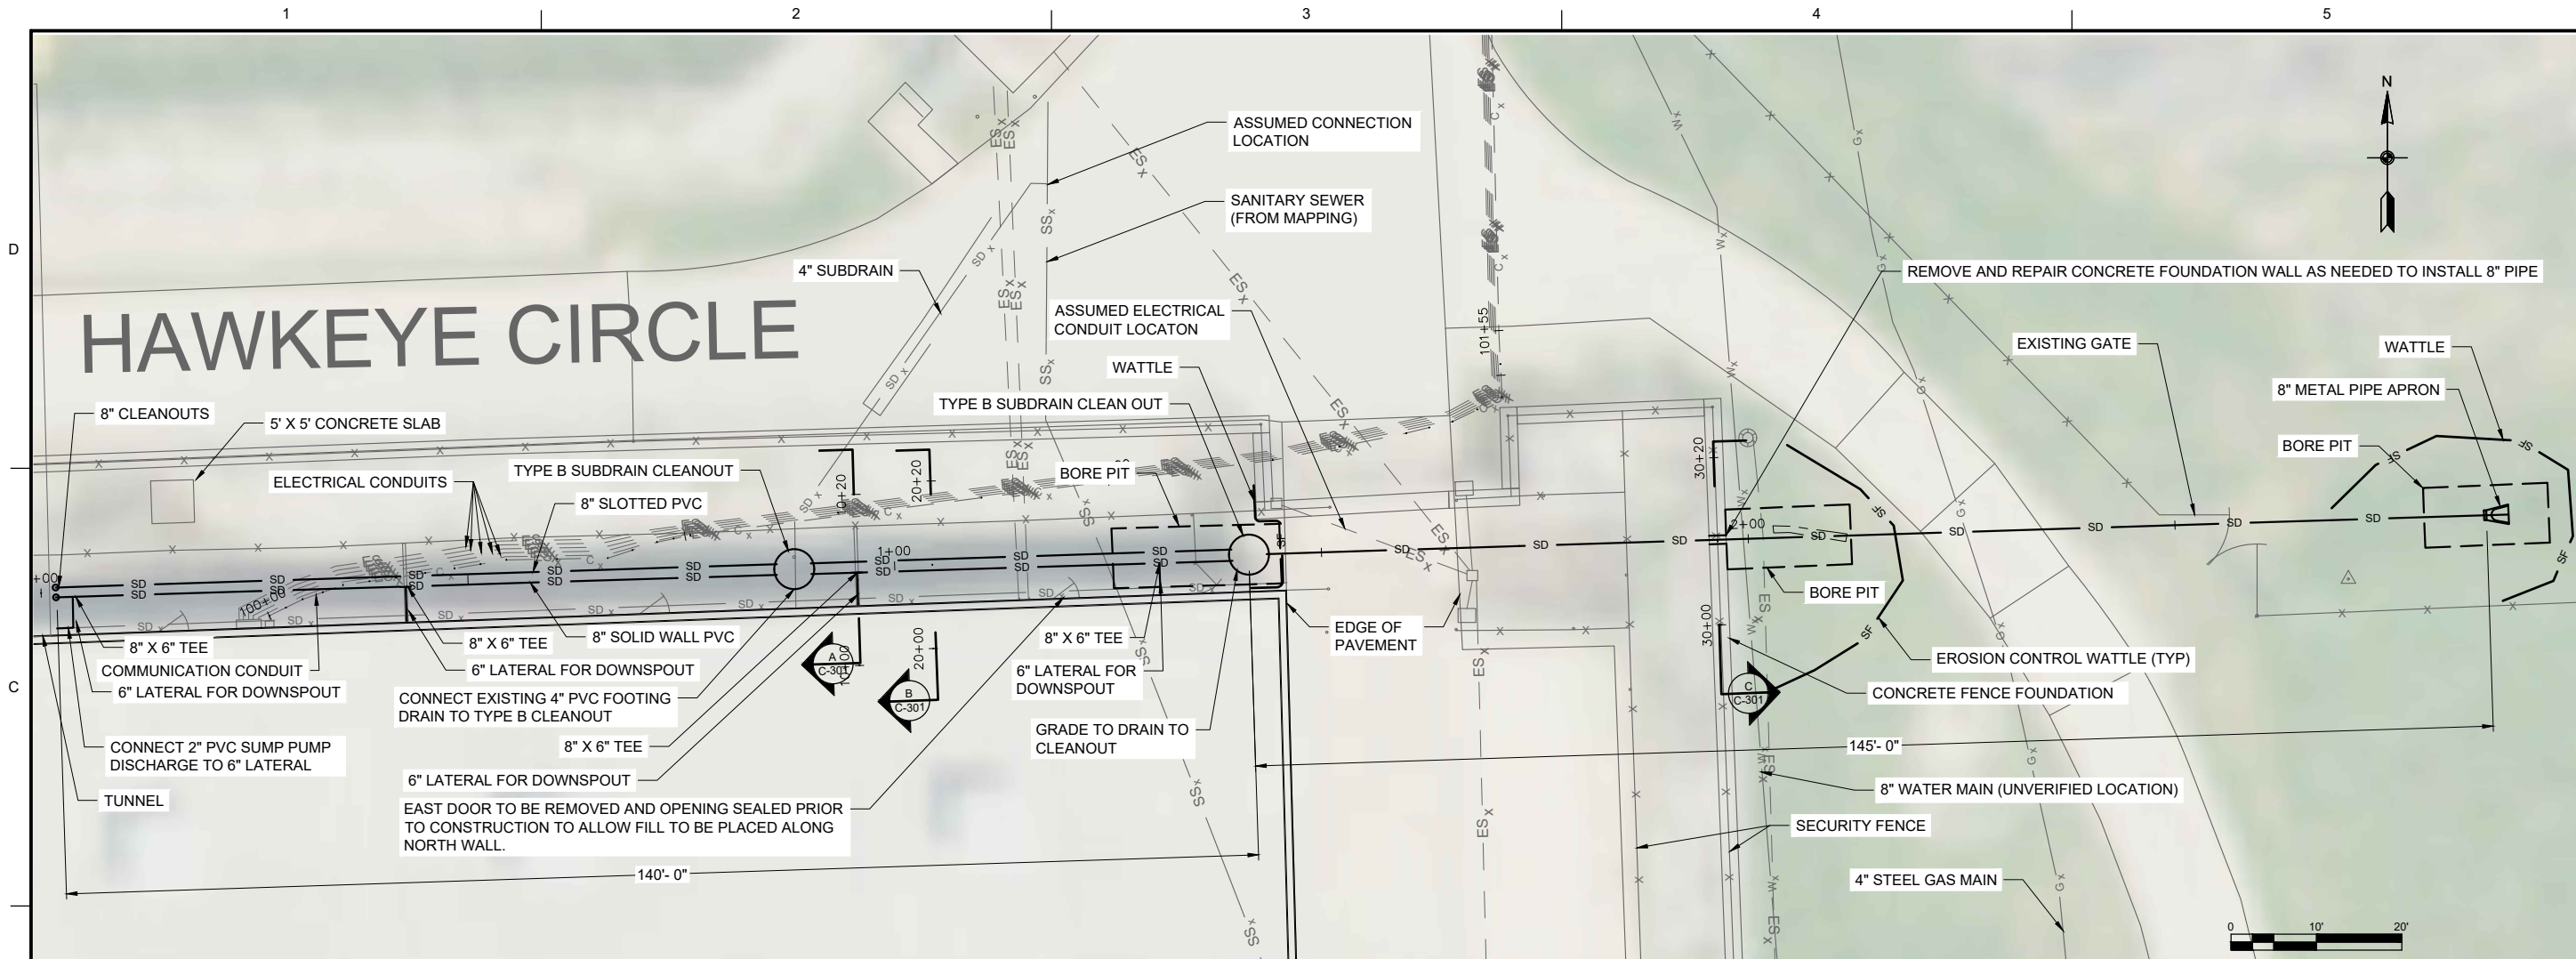 1
2
3
4
5
D
C
N
ASSUMED CONNECTION
LOCATION
SANITARY SEWER
(FROM MAPPING)
4" SUBDRAIN
REMOVE AND REPAIR CONCRETE FOUNDATION WALL AS NEEDED TO INSTALL 8" PIPE
HAWKEYE CIRCLE
ASSUMED ELECTRICAL
CONDUIT LOCATON
101+55
EXISTING GATE
WATTLE
WATTLE
8" METAL PIPE APRON
TYPE B SUBDRAIN CLEAN OUT
8" CLEANOUTS
5' X 5' CONCRETE SLAB
BORE PIT
TYPE B SUBDRAIN CLEANOUT
BORE PIT
ELECTRICAL CONDUITS
8" SLOTTED PVC
10+20
20+20
30+20
1+00
2+00
+00
100+00
BORE PIT
8" X 6" TEE
8" X 6" TEE
8" SOLID WALL PVC
8" X 6" TEE
EDGE OF
PAVEMENT
30+00
20+00
COMMUNICATION CONDUIT
6" LATERAL FOR DOWNSPOUT
6" LATERAL FOR DOWNSPOUT
A
C-301
B
C-301
C
C-301
6" LATERAL FOR
DOWNSPOUT
EROSION CONTROL WATTLE (TYP)
CONCRETE FENCE FOUNDATION
CONNECT EXISTING 4" PVC FOOTING
DRAIN TO TYPE B CLEANOUT
GRADE TO DRAIN TO
CLEANOUT
CONNECT 2" PVC SUMP PUMP
DISCHARGE TO 6" LATERAL
8" X 6" TEE
145'- 0"
6" LATERAL FOR DOWNSPOUT
8" WATER MAIN (UNVERIFIED LOCATION)
TUNNEL
EAST DOOR TO BE REMOVED AND OPENING SEALED PRIOR
TO CONSTRUCTION TO ALLOW FILL TO BE PLACED ALONG
NORTH WALL.
SECURITY FENCE
140'- 0"
4" STEEL GAS MAIN
0
10'
20'